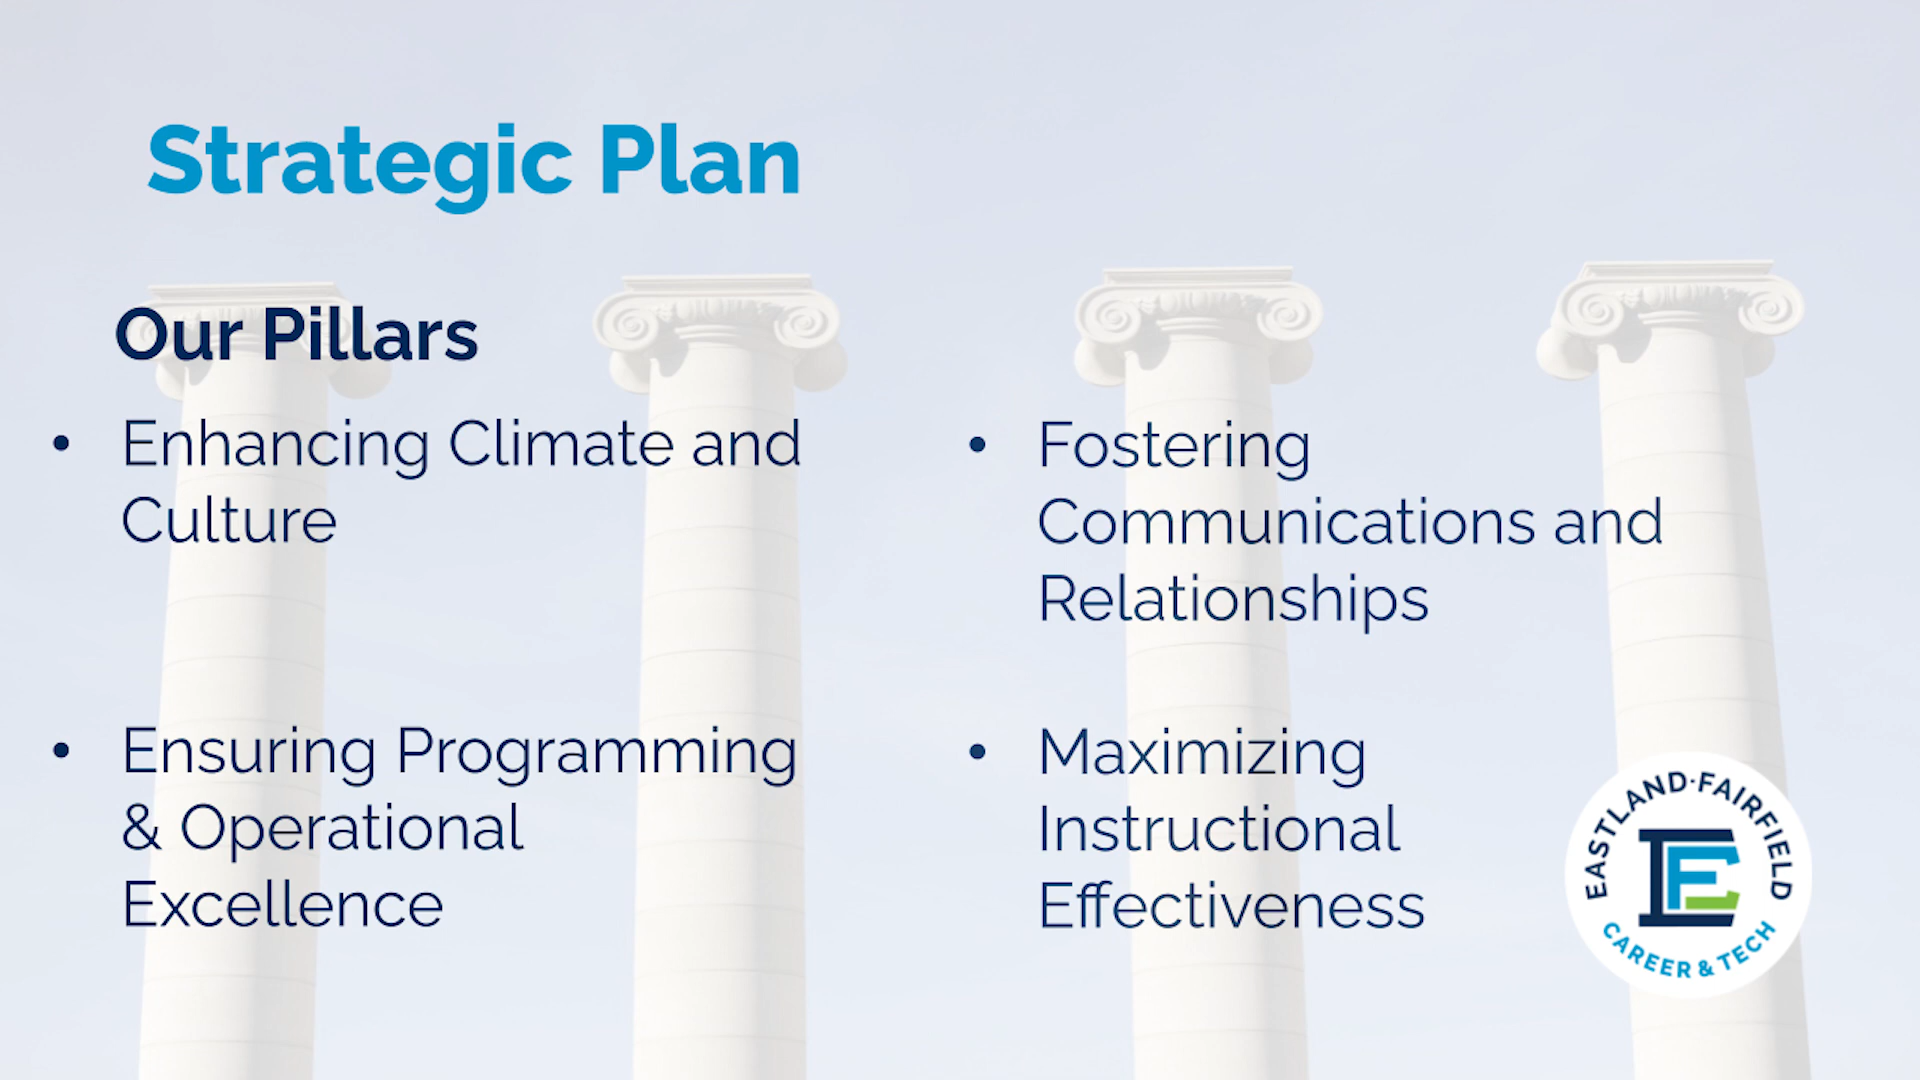 Strategic Plan
Our Pillars
• Enhancing Climate and
Culture
• Ensuring Programming
& Operational
Excellence
• Fostering
Communications and
Relationships
• Maximizing
Instructional
Effectiveness
EASTLAND·FAIRFIELD
EF
CAREER & TECH